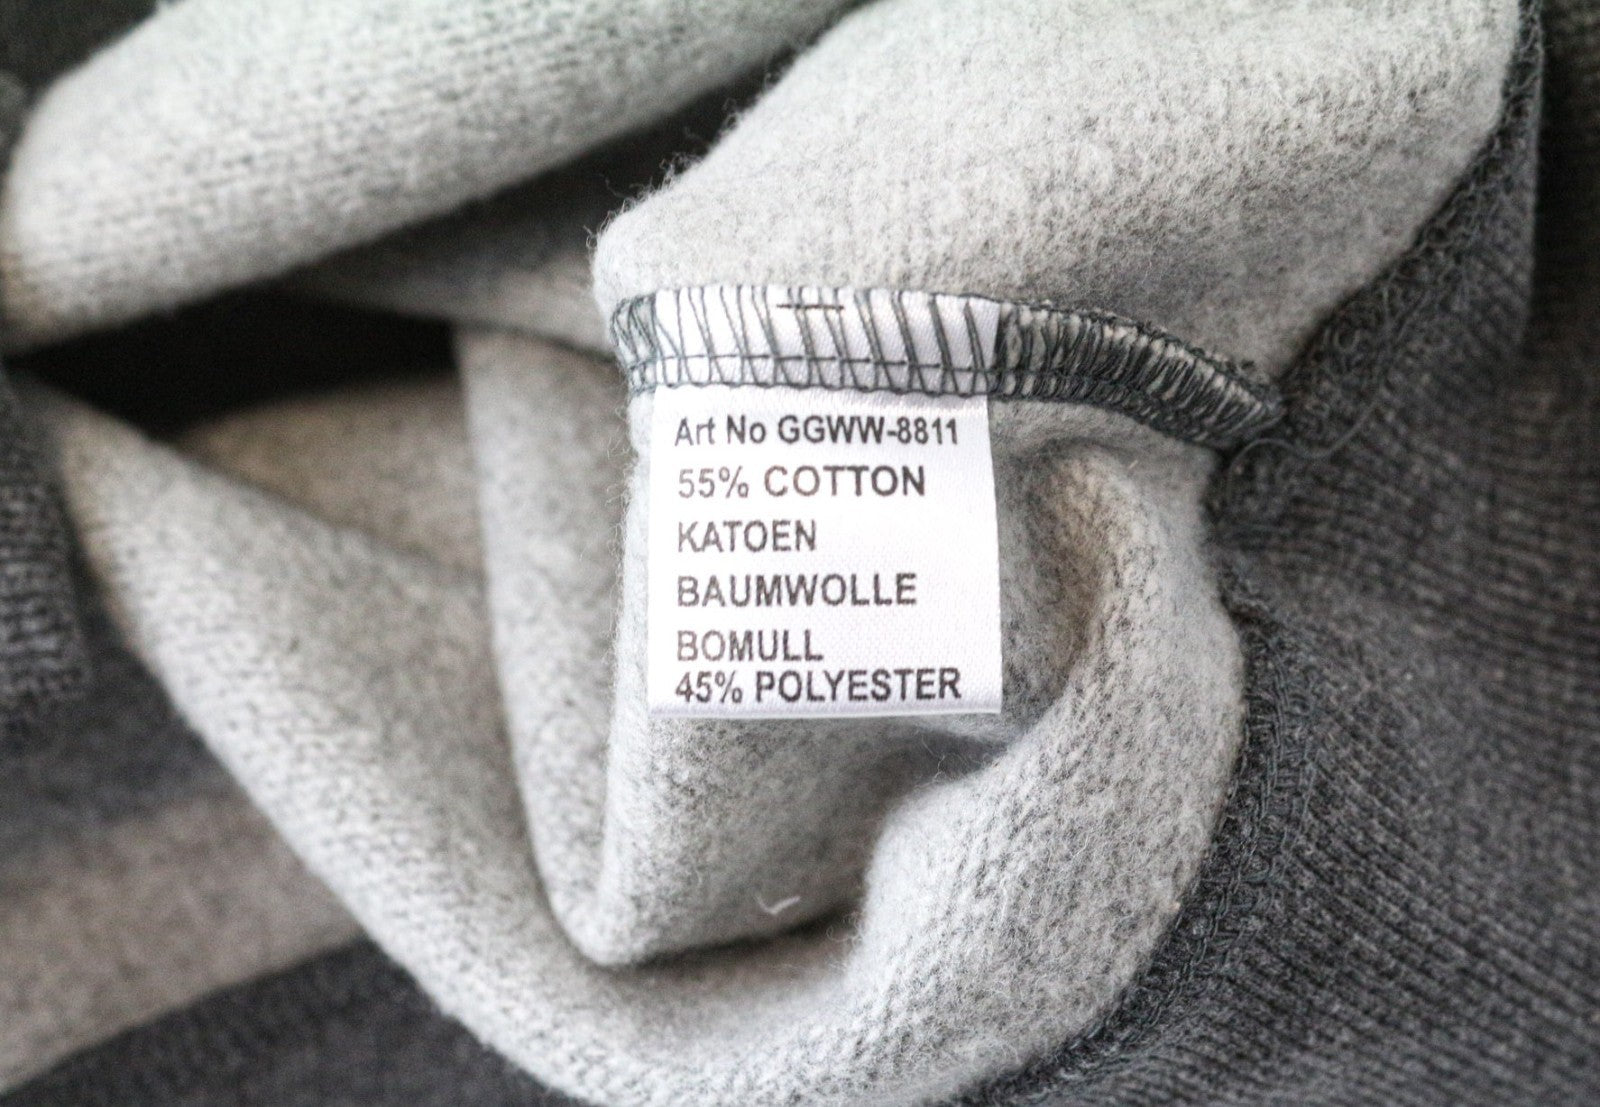 Art No GGWW-8811
55% COTTON
KATOEN
BAUMWOLLE
BOMULL
45% POLYESTER